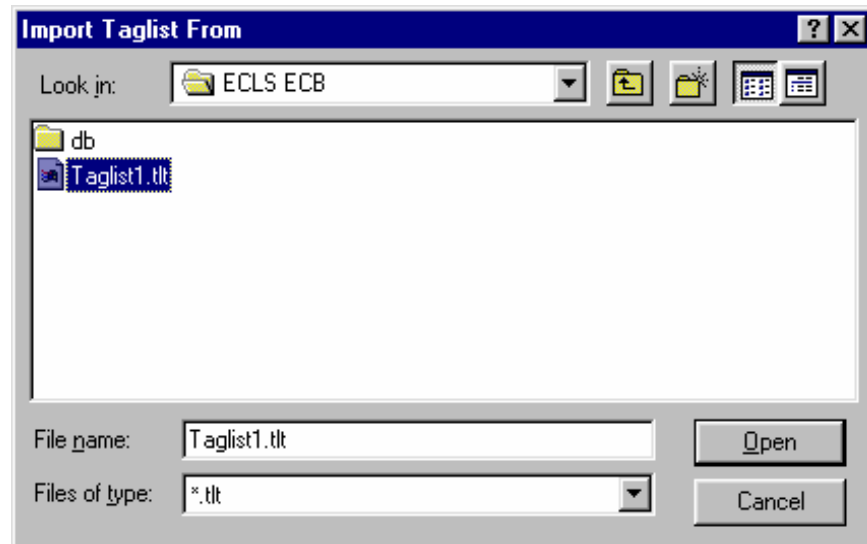 Import Taglist From
Look in: ECLS ECB
db
Taglist1.tlt
File name: Taglist1.tlt Open
Files of type: *.tlt Cancel